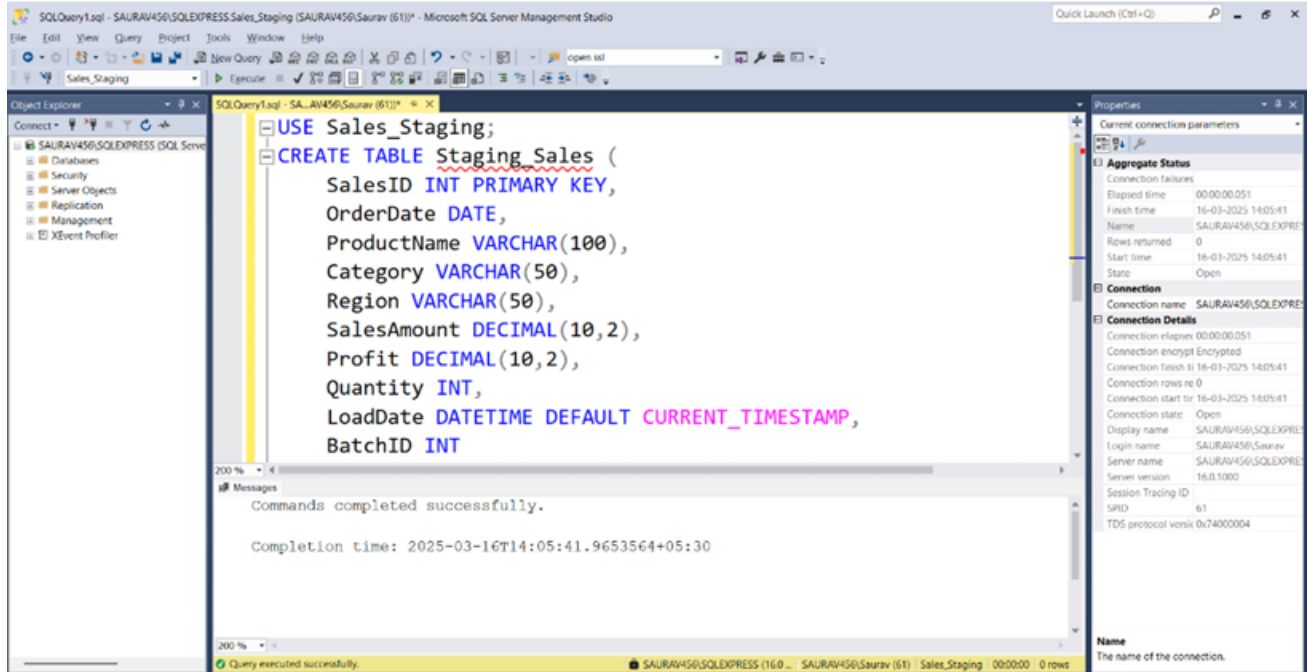 SQLQuery1.sql - SAURAV456\SQLEXPRESS.Sales_Staging (SAURAV456\Saurav (61))* - Microsoft SQL Server Management Studio
Quick Launch (Ctrl+Q)
File Edit View Query Project Tools Window Help
New Query
open ssl
Sales_Staging
Execute
Object Explorer
Connect
SAURAV456\SQLEXPRESS (SQL Serve
Databases
Security
Server Objects
Replication
Management
XEvent Profiler
SQLQuery1.sql - SA...AV456\Saurav (61))*
USE Sales_Staging;
CREATE TABLE Staging_Sales (
SalesID INT PRIMARY KEY,
OrderDate DATE,
ProductName VARCHAR(100),
Category VARCHAR(50),
Region VARCHAR(50),
SalesAmount DECIMAL(10,2),
Profit DECIMAL(10,2),
Quantity INT,
LoadDate DATETIME DEFAULT CURRENT_TIMESTAMP,
BatchID INT
200 %
Messages
Commands completed successfully.
Completion time: 2025-03-16T14:05:41.9653564+05:30
200 %
Query executed successfully.
SAURAV456\SQLEXPRESS (16.0 ... SAURAV456\Saurav (61) Sales_Staging 00:00:00 0 rows
Properties
Current connection parameters
Aggregate Status
Connection failures
Elapsed time 00:00:00.051
Finish time 16-03-2025 14:05:41
Name SAURAV456\SQLEXPRES
Rows returned 0
Start time 16-03-2025 14:05:41
State Open
Connection
Connection name SAURAV456\SQLEXPRES
Connection Details
Connection elapsec 00:00:00.051
Connection encrypt Encrypted
Connection finish ti 16-03-2025 14:05:41
Connection rows re 0
Connection start tir 16-03-2025 14:05:41
Connection state Open
Display name SAURAV456\SQLEXPRES
Login name SAURAV456\Saurav
Server name SAURAV456\SQLEXPRES
Server version 16.0.1000
Session Tracing ID
SPID 61
TDS protocol versic 0x74000004
Name
The name of the connection.